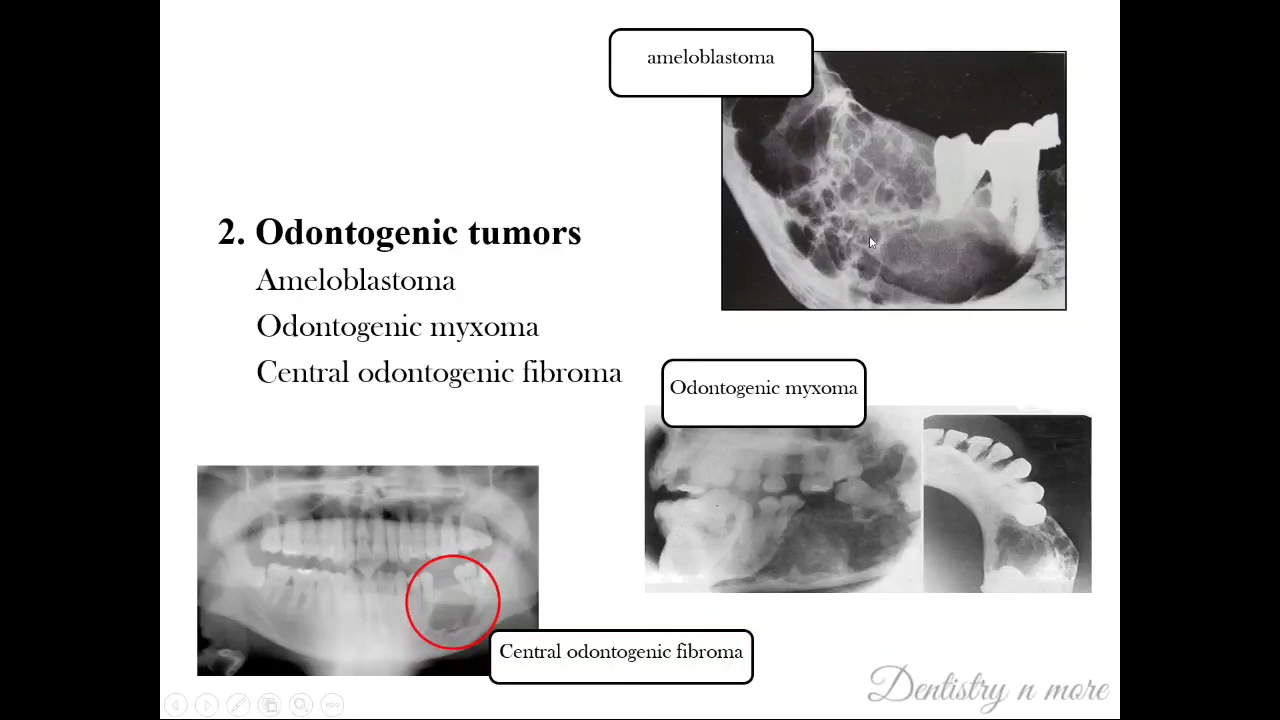 ameloblastoma
2. Odontogenic tumors
Ameloblastoma
Odontogenic myxoma
Central odontogenic fibroma
Odontogenic myxoma
Central odontogenic fibroma
Dentistry n more